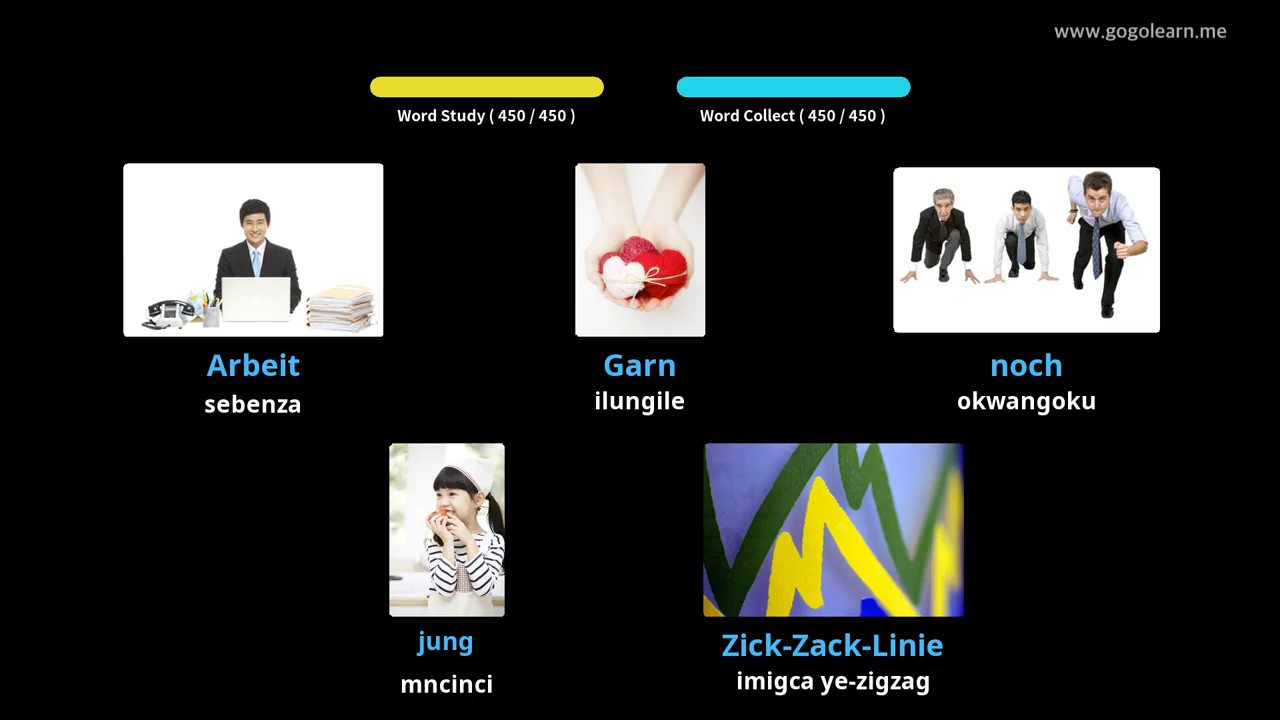 www.gogolearn.me
Word Study ( 450 / 450 )
Word Collect ( 450 / 450 )
Arbeit
sebenza
Garn
ilungile
noch
okwangoku
jung
mncinci
Zick-Zack-Linie
imigca ye-zigzag